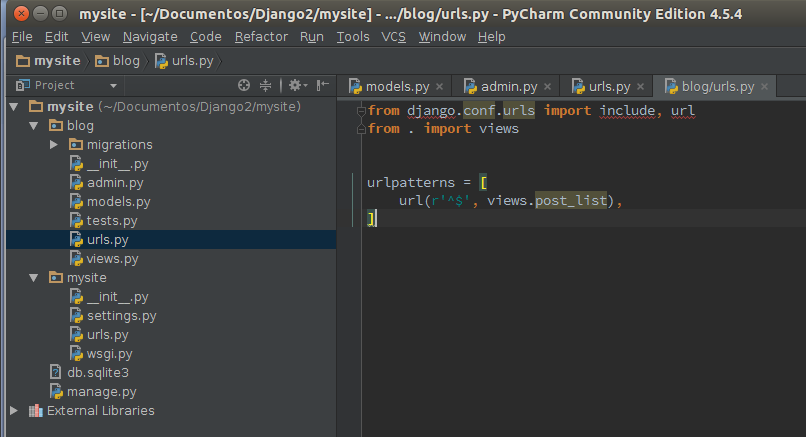 mysite - [~/Documentos/Django2/mysite] - .../blog/urls.py - PyCharm Community Edition 4.5.4
File Edit View Navigate Code Refactor Run Tools VCS Window Help
mysite blog urls.py
Project
models.py admin.py urls.py blog/urls.py
mysite (~/Documentos/Django2/mysite)
blog
migrations
__init__.py
admin.py
models.py
tests.py
urls.py
views.py
mysite
__init__.py
settings.py
urls.py
wsgi.py
db.sqlite3
manage.py
External Libraries
from django.conf.urls import include, url
from . import views
urlpatterns = [
    url(r'^$', views.post_list),
]